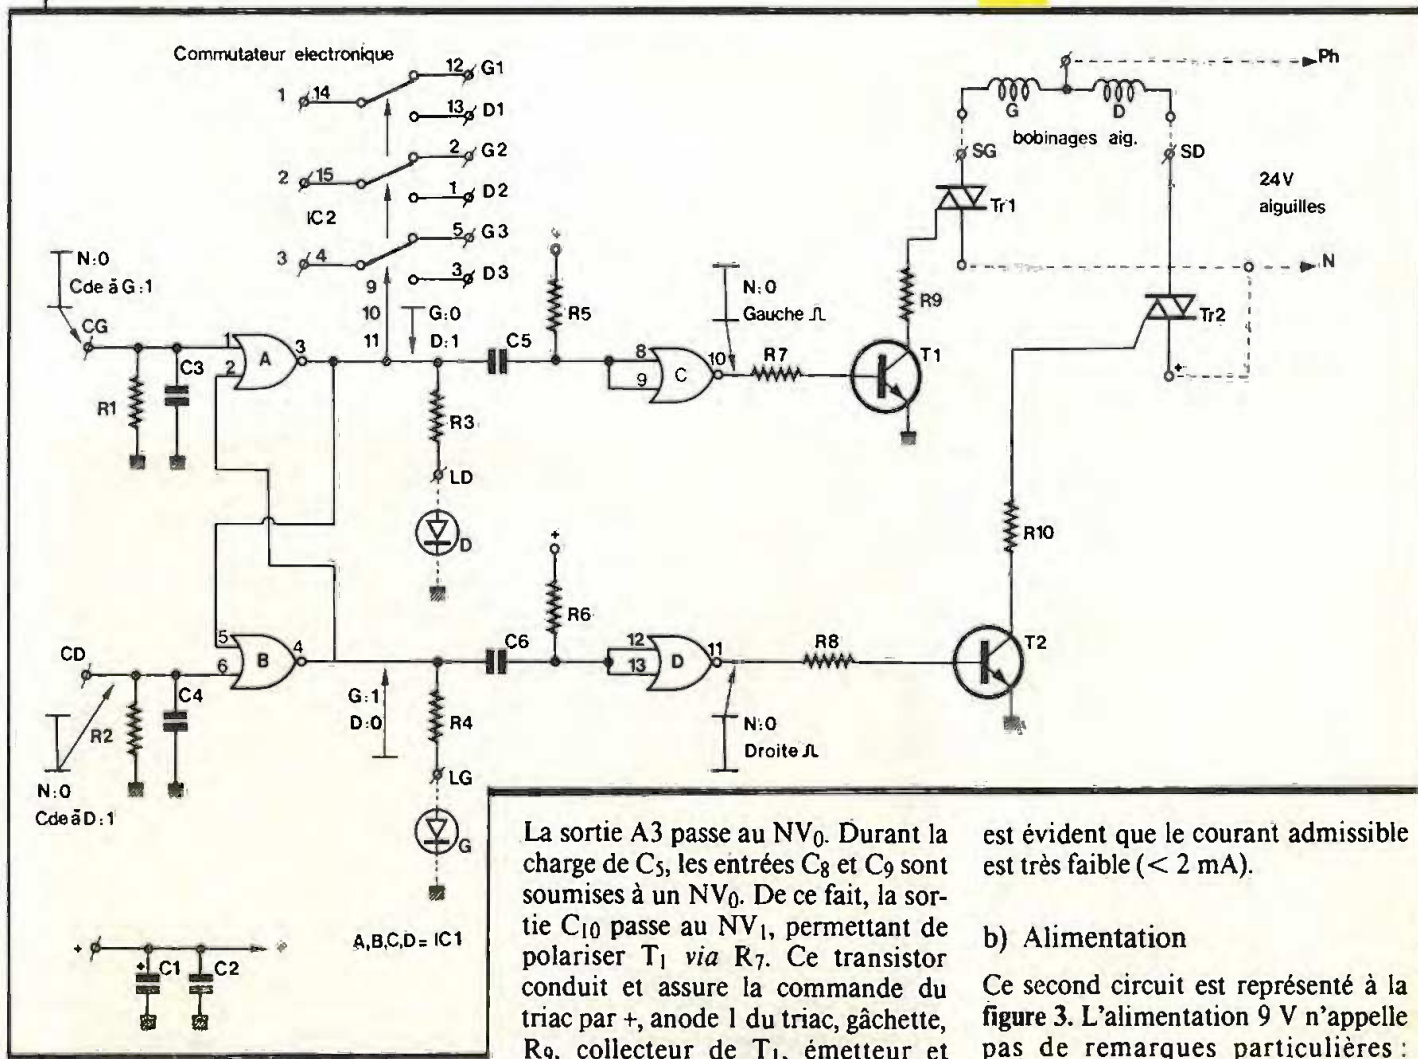 Commutateur electronique
1 14 12 G1
13 D1
2 15 2 G2
1 D2
IC2
3 4 5 G3
3 D3
9
10
11
G:0
D:1
N:0
Cde à G:1
CG
R1
C3
1
2
A
3
R3
LD
D
C5
+
R5
8
9
C
10
N:0
Gauche
R7
T1
R9
Tr1
SG
G
D
bobinages aig.
SD
Ph
24V
aiguilles
N
Tr2
+
R10
T2
CD
R2
C4
N:0
Cde à D:1
5
6
B
4
G:1
D:0
R4
LG
G
C6
+
R6
12
13
D
11
R8
N:0
Droite
+
+
C1
C2
A,B,C,D= IC1
La sortie A3 passe au NV0. Durant la
charge de C5, les entrées C8 et C9 sont
soumises à un NV0. De ce fait, la sor-
tie C10 passe au NV1, permettant de
polariser T1 via R7. Ce transistor
conduit et assure la commande du
triac par +, anode 1 du triac, gâchette,
R9, collecteur de T1, émetteur et
est évident que le courant admissible
est très faible (< 2 mA).
b) Alimentation
Ce second circuit est représenté à la
figure 3. L'alimentation 9 V n'appelle
pas de remarques particulières :